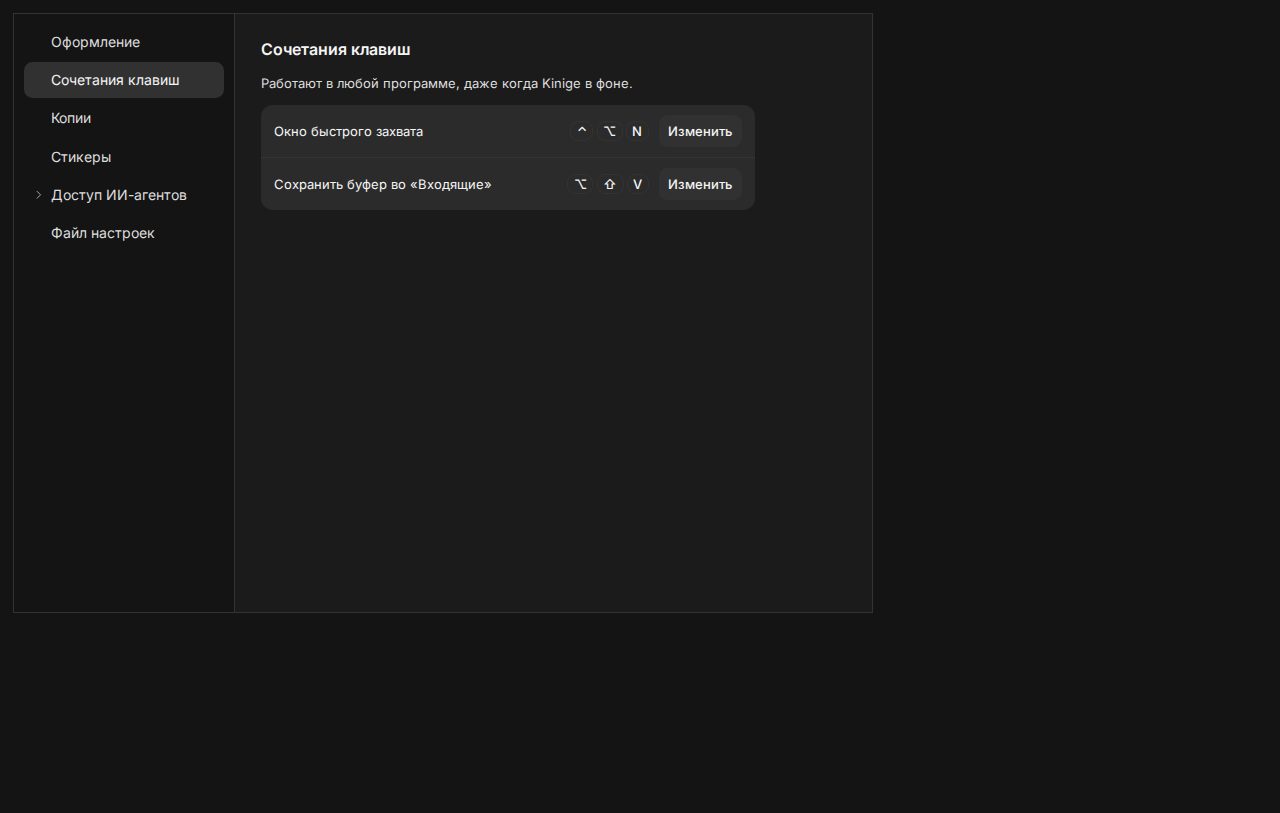 Оформление
Сочетания клавиш
Копии
Стикеры
Доступ ИИ-агентов
Файл настроек
Сочетания клавиш
Работают в любой программе, даже когда Kinige в фоне.
Окно быстрого захвата ⌃ ⌥ N Изменить
Сохранить буфер во «Входящие» ⌥ ⇧ V Изменить